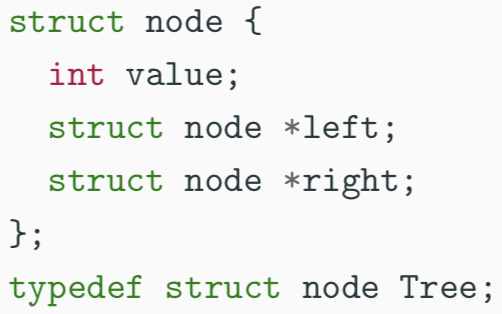 struct node {
  int value;
  struct node *left;
  struct node *right;
};
typedef struct node Tree;